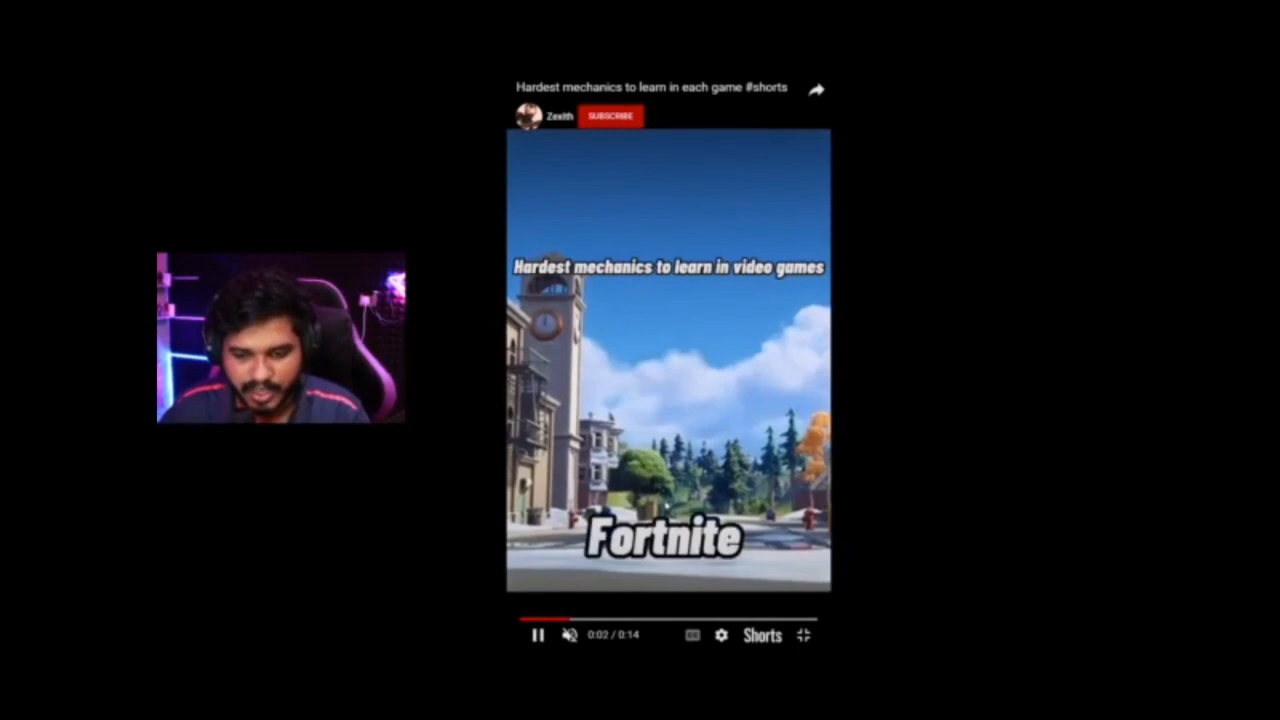 Hardest mechanics to learn in each game #shorts
Zexith SUBSCRIBE
Hardest mechanics to learn in video games
Fortnite
0:02 / 0:14 Shorts